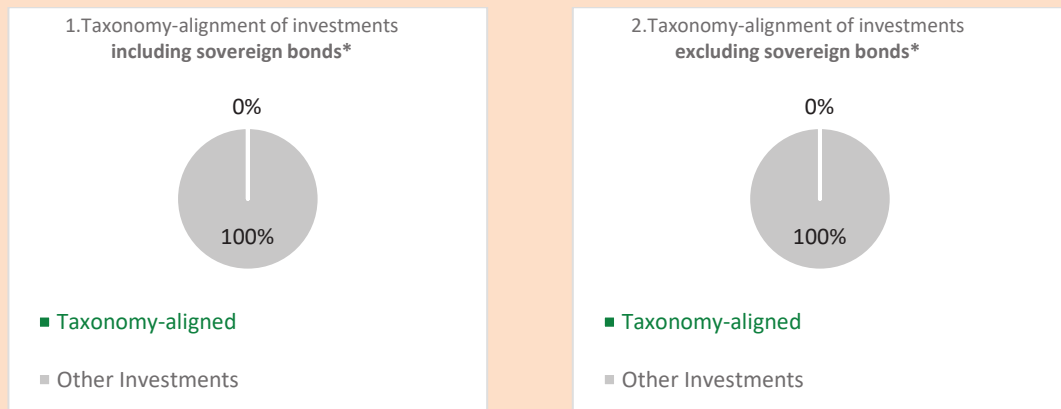 1.Taxonomy-alignment of investments
including sovereign bonds*
0%
100%
Taxonomy-aligned
Other Investments
2.Taxonomy-alignment of investments
excluding sovereign bonds*
0%
100%
Taxonomy-aligned
Other Investments